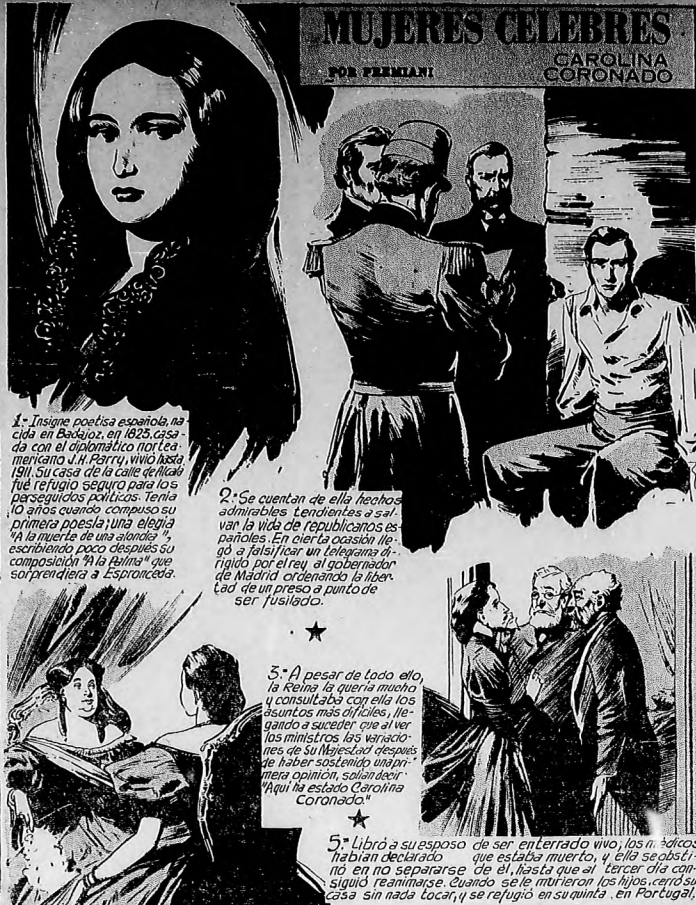 MUJERES CELEBRES
POR PREMIANI
CAROLINA
CORONADO
1.- Insigne poetisa española, na-
cida en Badajoz, en 1825, casa-
da con el diplomático nortea-
mericano J.H. Parry, vivió hasta
1911. Su casa de la calle de Alcalá
fué refugio seguro para los
perseguidos políticos. Tenia
10 años cuando compuso su
primera poesía; una elegía
"A la muerte de una alondra",
escribiendo poco después su
composición "A la Palma" que
sorprendiera a Espronceda.
2.- Se cuentan de ella hechos
admirables tendientes a sal-
var la vida de republicanos es-
pañoles. En cierta ocasión lle-
gó a falsificar un telegrama di-
rigido por el rey al gobernador
de Madrid ordenando la liber-
tad de un preso a punto de
ser fusilado.
3.- A pesar de todo ello,
la Reina la quería mucho
y consultaba con ella los
asuntos más difíciles, lle-
gando a suceder que al ver
los ministros las variacio-
nes de Su Majestad después
de haber sostenido una pri-
mera opinión, solían decir
"Aquí ha estado Carolina
Coronado."
5.- Libró a su esposo de ser enterrado vivo; los médicos
habían declarado que estaba muerto, y ella se obsti-
nó en no separarse de él, hasta que al tercer día con-
siguió reanimarse. Cuando se le murieron los hijos, cerró su
casa sin nada tocar, y se refugió en su quinta, en Portugal.